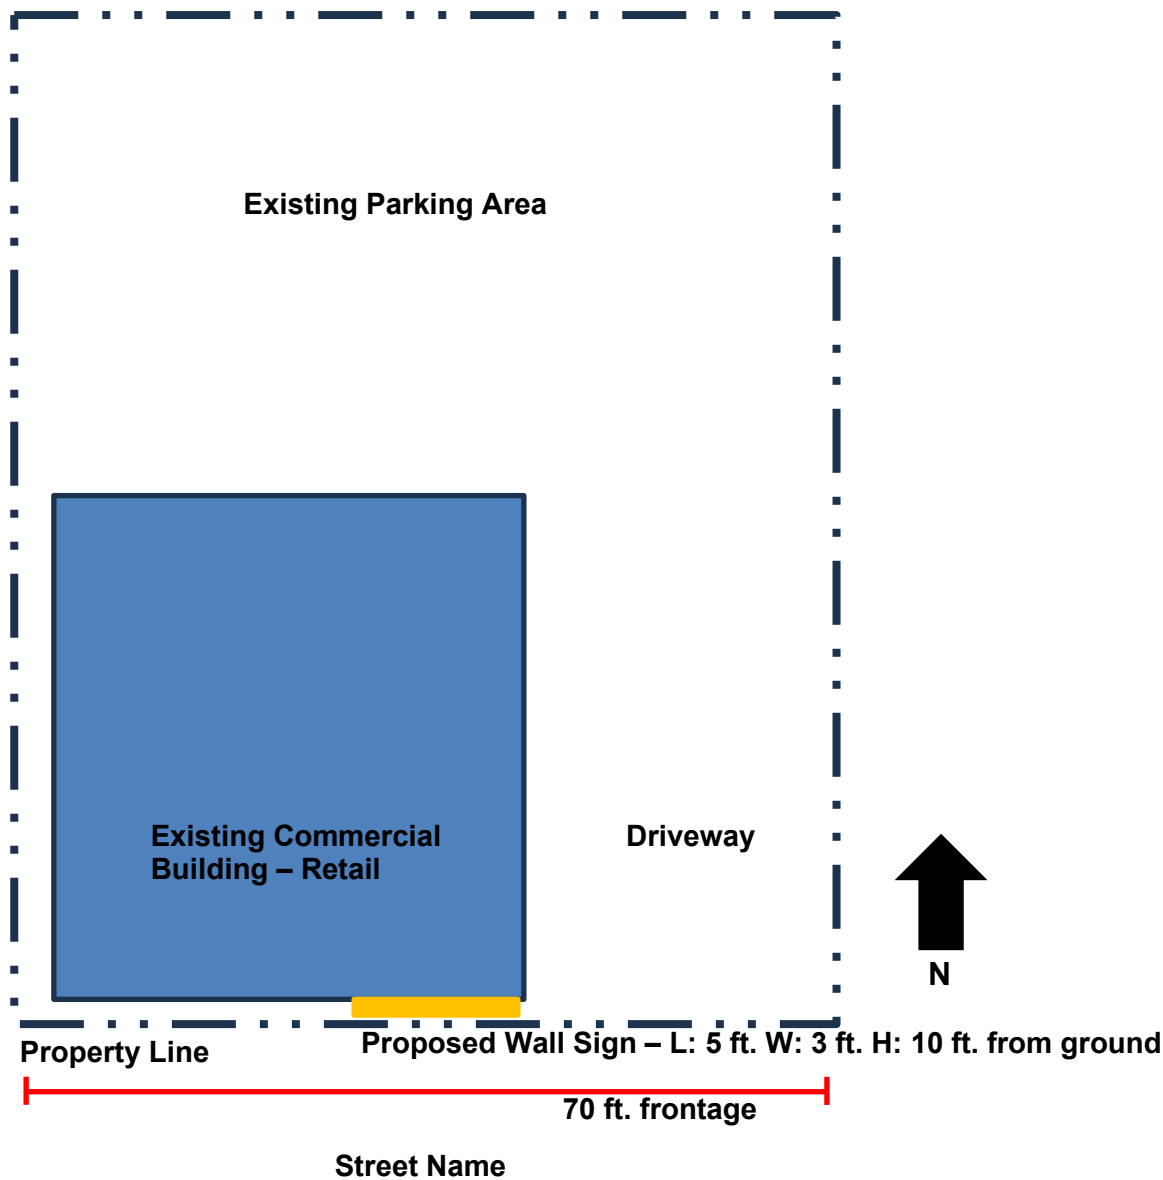 Existing Parking Area
Existing Commercial
Building – Retail
Driveway
N
Property Line
Proposed Wall Sign – L: 5 ft. W: 3 ft. H: 10 ft. from ground
70 ft. frontage
Street Name